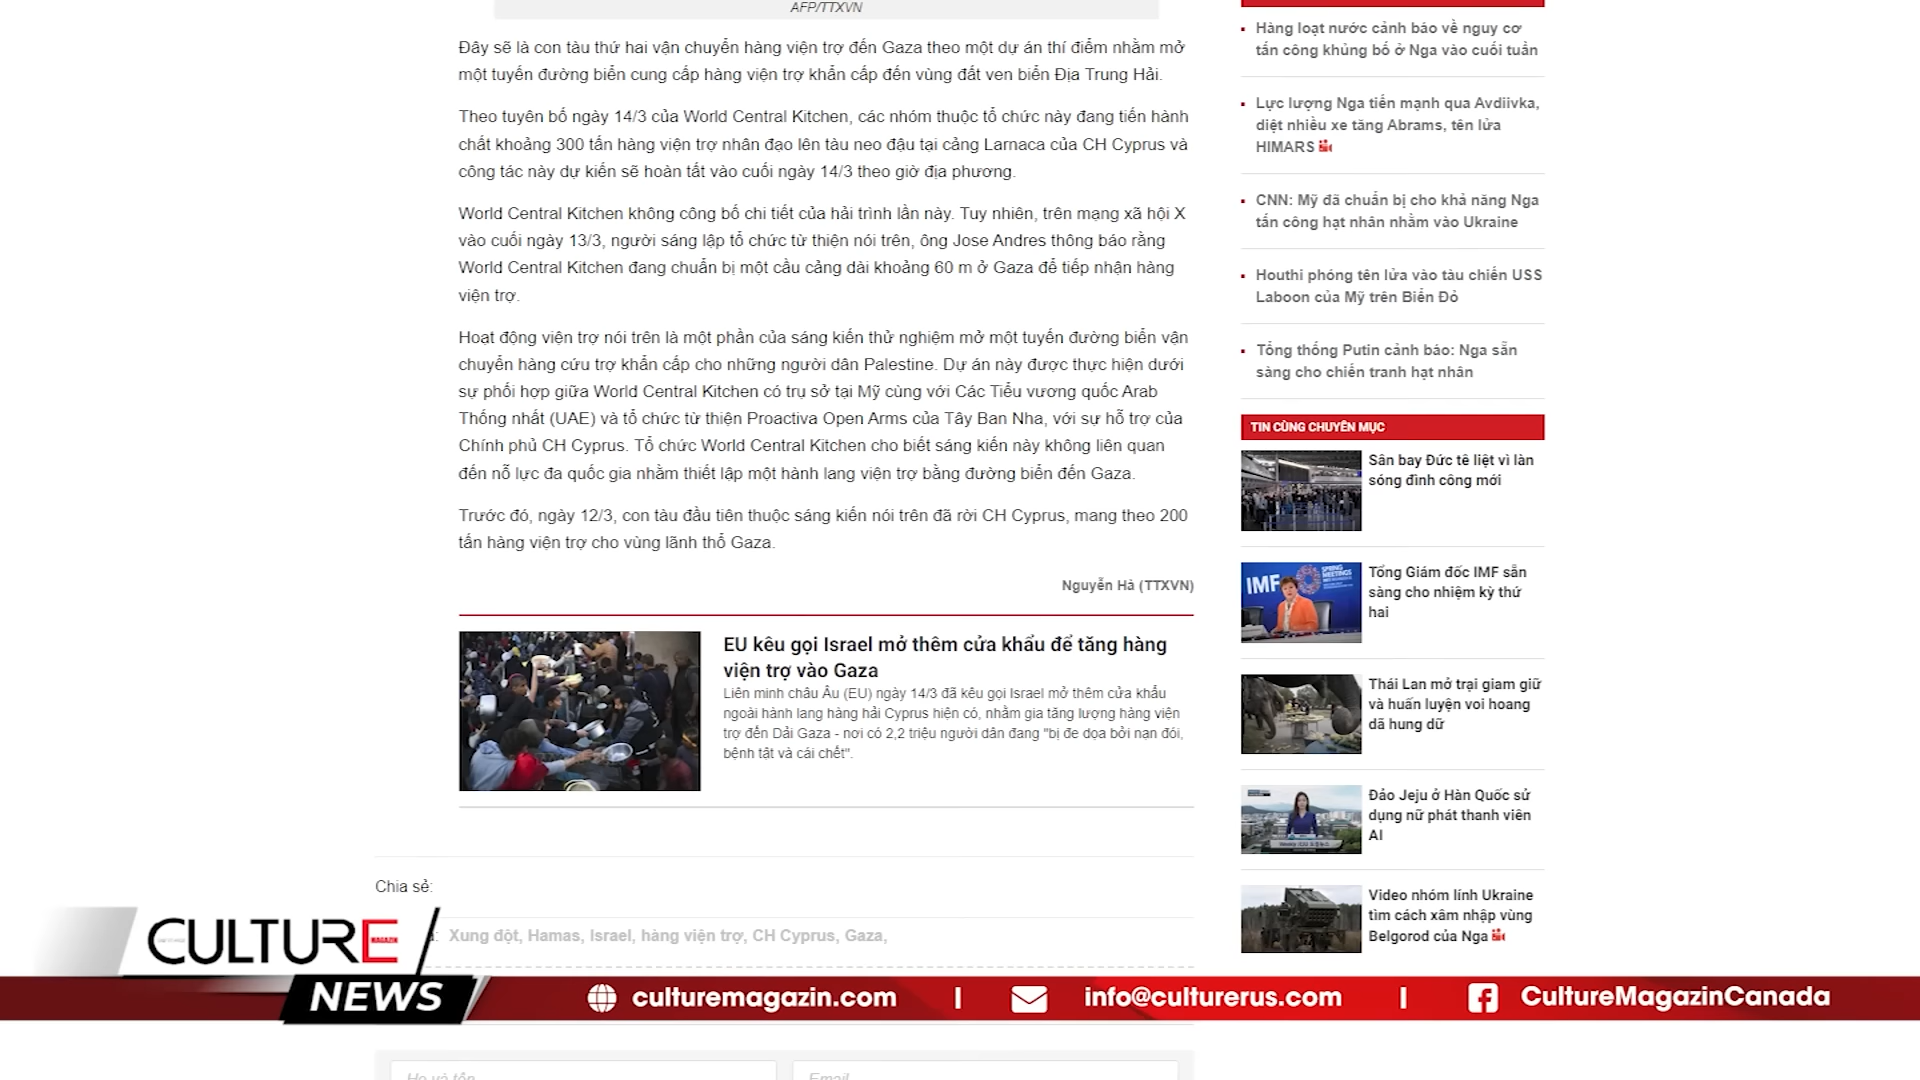 AFP/TTXVN
Đây sẽ là con tàu thứ hai vận chuyển hàng viện trợ đến Gaza theo một dự án thí điểm nhằm mở
một tuyến đường biển cung cấp hàng viện trợ khẩn cấp đến vùng đất ven biển Địa Trung Hải.
Theo tuyên bố ngày 14/3 của World Central Kitchen, các nhóm thuộc tổ chức này đang tiến hành
chất khoảng 300 tấn hàng viện trợ nhân đạo lên tàu neo đậu tại cảng Larnaca của CH Cyprus và
công tác này dự kiến sẽ hoàn tất vào cuối ngày 14/3 theo giờ địa phương.
World Central Kitchen không công bố chi tiết của hải trình lần này. Tuy nhiên, trên mạng xã hội X
vào cuối ngày 13/3, người sáng lập tổ chức từ thiện nói trên, ông Jose Andres thông báo rằng
World Central Kitchen đang chuẩn bị một cầu cảng dài khoảng 60 m ở Gaza để tiếp nhận hàng
viện trợ.
Hoạt động viện trợ nói trên là một phần của sáng kiến thử nghiệm mở một tuyến đường biển vận
chuyển hàng cứu trợ khẩn cấp cho những người dân Palestine. Dự án này được thực hiện dưới
sự phối hợp giữa World Central Kitchen có trụ sở tại Mỹ cùng với Các Tiểu vương quốc Arab
Thống nhất (UAE) và tổ chức từ thiện Proactiva Open Arms của Tây Ban Nha, với sự hỗ trợ của
Chính phủ CH Cyprus. Tổ chức World Central Kitchen cho biết sáng kiến này không liên quan
đến nỗ lực đa quốc gia nhằm thiết lập một hành lang viện trợ bằng đường biển đến Gaza.
Trước đó, ngày 12/3, con tàu đầu tiên thuộc sáng kiến nói trên đã rời CH Cyprus, mang theo 200
tấn hàng viện trợ cho vùng lãnh thổ Gaza.
Nguyễn Hà (TTXVN)
EU kêu gọi Israel mở thêm cửa khẩu để tăng hàng
viện trợ vào Gaza
Liên minh châu Âu (EU) ngày 14/3 đã kêu gọi Israel mở thêm cửa khẩu
ngoài hành lang hàng hải Cyprus hiện có, nhằm gia tăng lượng hàng viện
trợ đến Dải Gaza - nơi có 2,2 triệu người dân đang "bị đe dọa bởi nạn đói,
bệnh tật và cái chết".
Chia sẻ:
Xung đột, Hamas, Israel, hàng viện trợ, CH Cyprus, Gaza,
Họ và tên
Email
Hàng loạt nước cảnh báo về nguy cơ
tấn công khủng bố ở Nga vào cuối tuần
Lực lượng Nga tiến mạnh qua Avdiivka,
diệt nhiều xe tăng Abrams, tên lửa
HIMARS
CNN: Mỹ đã chuẩn bị cho khả năng Nga
tấn công hạt nhân nhằm vào Ukraine
Houthi phóng tên lửa vào tàu chiến USS
Laboon của Mỹ trên Biển Đỏ
Tổng thống Putin cảnh báo: Nga sẵn
sàng cho chiến tranh hạt nhân
TIN CÙNG CHUYÊN MỤC
Sân bay Đức tê liệt vì làn
sóng đình công mới
IMF SPRING
MEETINGS
Tổng Giám đốc IMF sẵn
sàng cho nhiệm kỳ thứ
hai
Thái Lan mở trại giam giữ
và huấn luyện voi hoang
dã hung dữ
Đảo Jeju ở Hàn Quốc sử
dụng nữ phát thanh viên
AI
Video nhóm lính Ukraine
tìm cách xâm nhập vùng
Belgorod của Nga
CULTURE
MAGAZIN
NEWS
culturemagazin.com | info@culturerus.com | CultureMagazinCanada